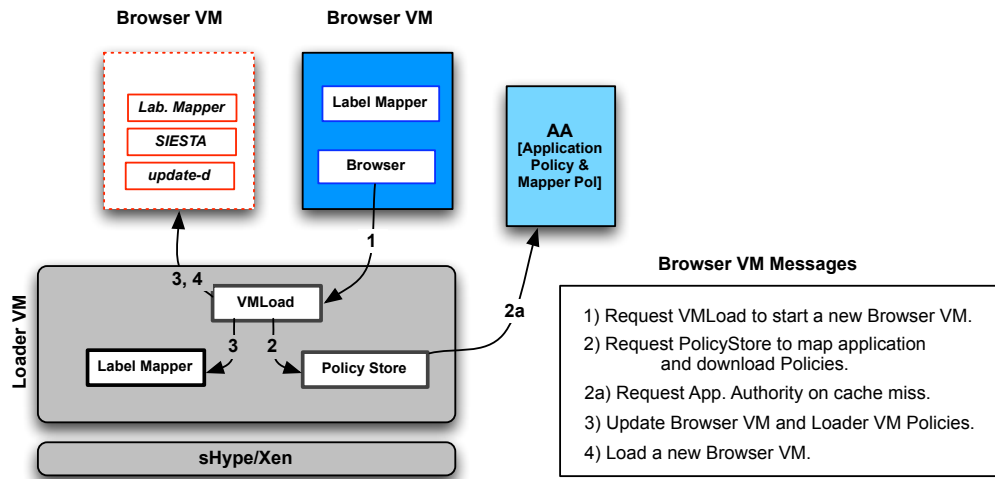 Browser VM
Browser VM
Lab. Mapper
SIESTA
update-d
Label Mapper
Browser
AA
[Application
Policy &
Mapper Pol]
1
3, 4
2a
Loader VM
VMLoad
3
2
Label Mapper
Policy Store
sHype/Xen
Browser VM Messages
1) Request VMLoad to start a new Browser VM.
2) Request PolicyStore to map application
and download Policies.
2a) Request App. Authority on cache miss.
3) Update Browser VM and Loader VM Policies.
4) Load a new Browser VM.